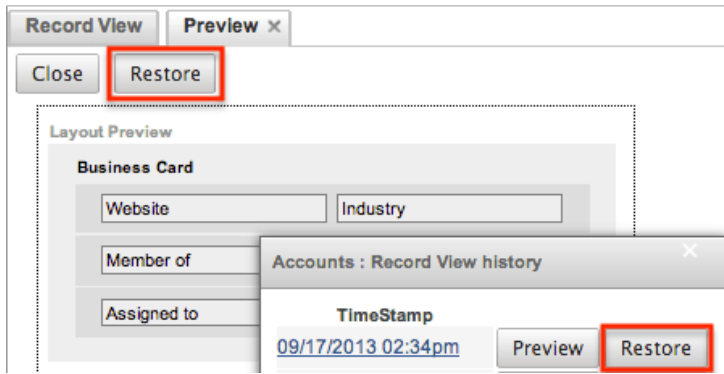 Record View Preview ×
Close Restore
Layout Preview
Business Card
Website Industry
Member of
Assigned to
Accounts : Record View history
TimeStamp
09/17/2013 02:34pm Preview Restore